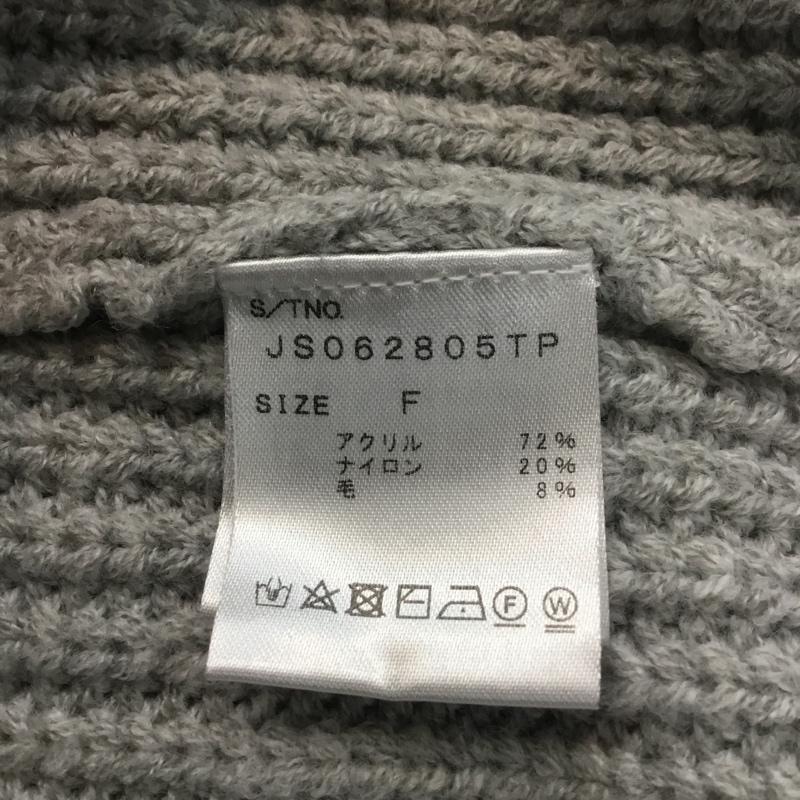 S/TNO.
JS062805TP
SIZE F
アクリル 72%
ナイロン 20%
毛 8%
F W